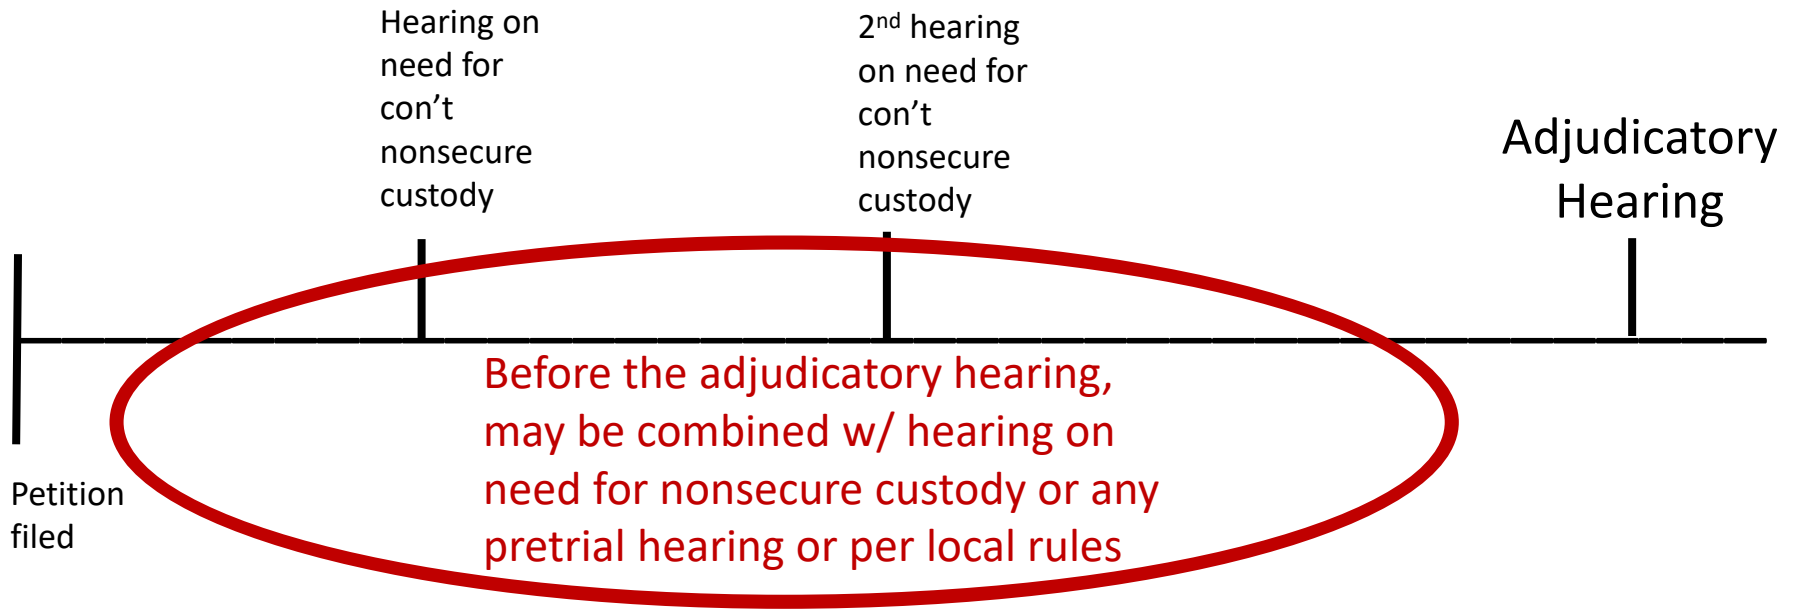 Hearing on
need for
con’t
nonsecure
custody
2nd hearing
on need for
con’t
nonsecure
custody
Adjudicatory
Hearing
Before the adjudicatory hearing,
may be combined w/ hearing on
need for nonsecure custody or any
pretrial hearing or per local rules
Petition
filed